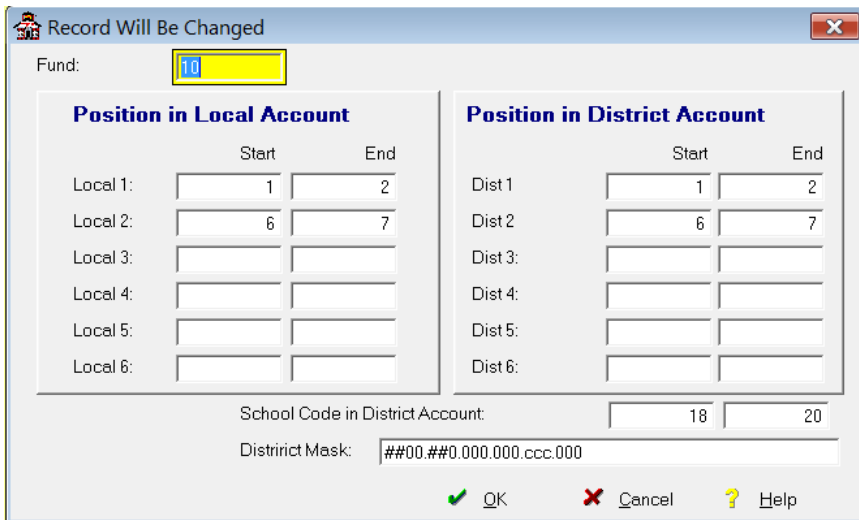 Record Will Be Changed
Fund: 10
Position in Local Account
Start End
Local 1: 1 2
Local 2: 6 7
Local 3:
Local 4:
Local 5:
Local 6:
Position in District Account
Start End
Dist 1 1 2
Dist 2 6 7
Dist 3:
Dist 4:
Dist 5:
Dist 6:
School Code in District Account: 18 20
Distririct Mask: ##00.##0.000.000.ccc.000
OK Cancel Help